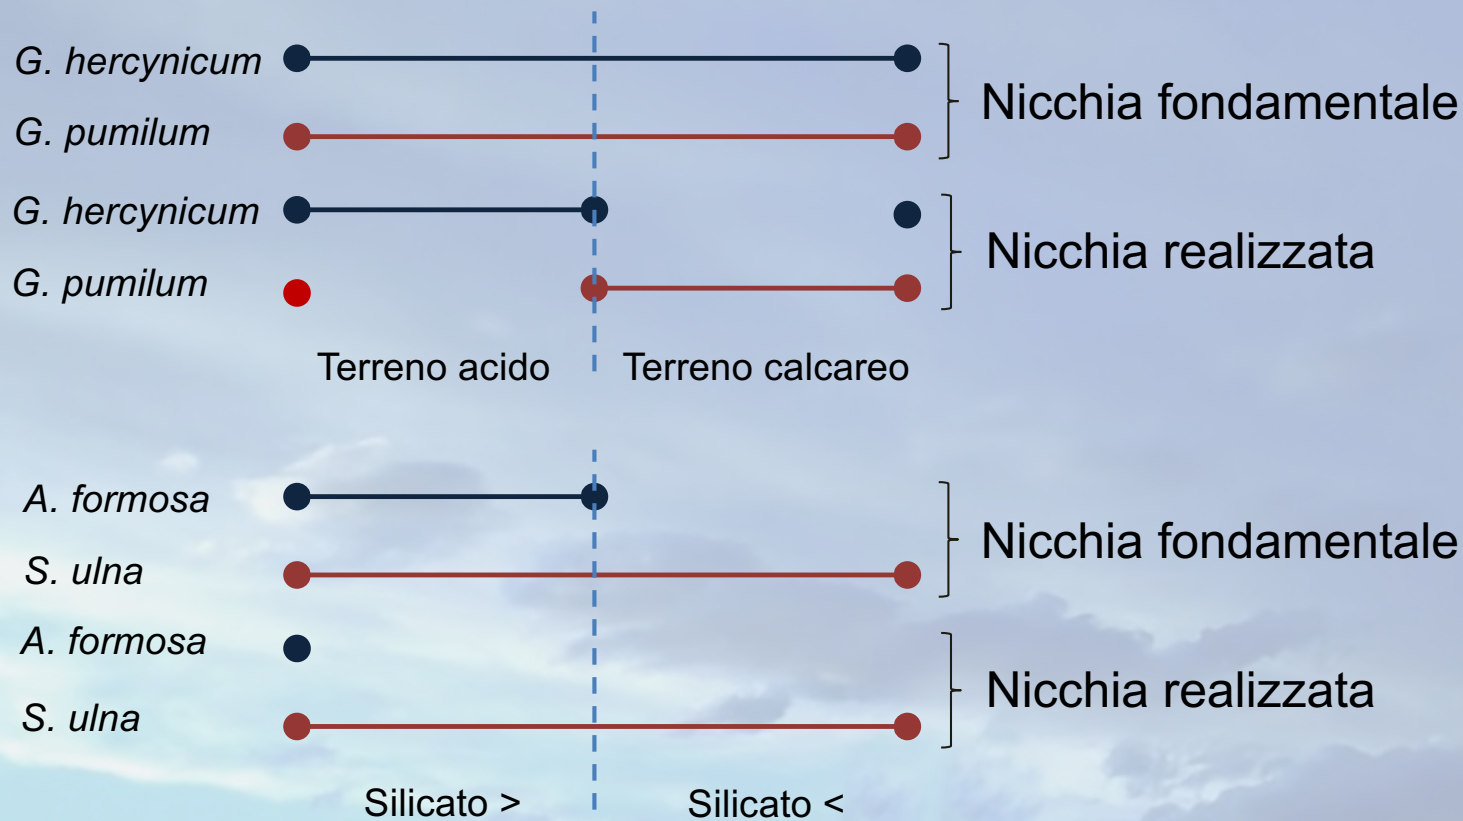 G. hercynicum
G. pumilum
Nicchia fondamentale
G. hercynicum
G. pumilum
Nicchia realizzata
Terreno acido
Terreno calcareo
A. formosa
S. ulna
Nicchia fondamentale
A. formosa
S. ulna
Nicchia realizzata
Silicato >
Silicato <